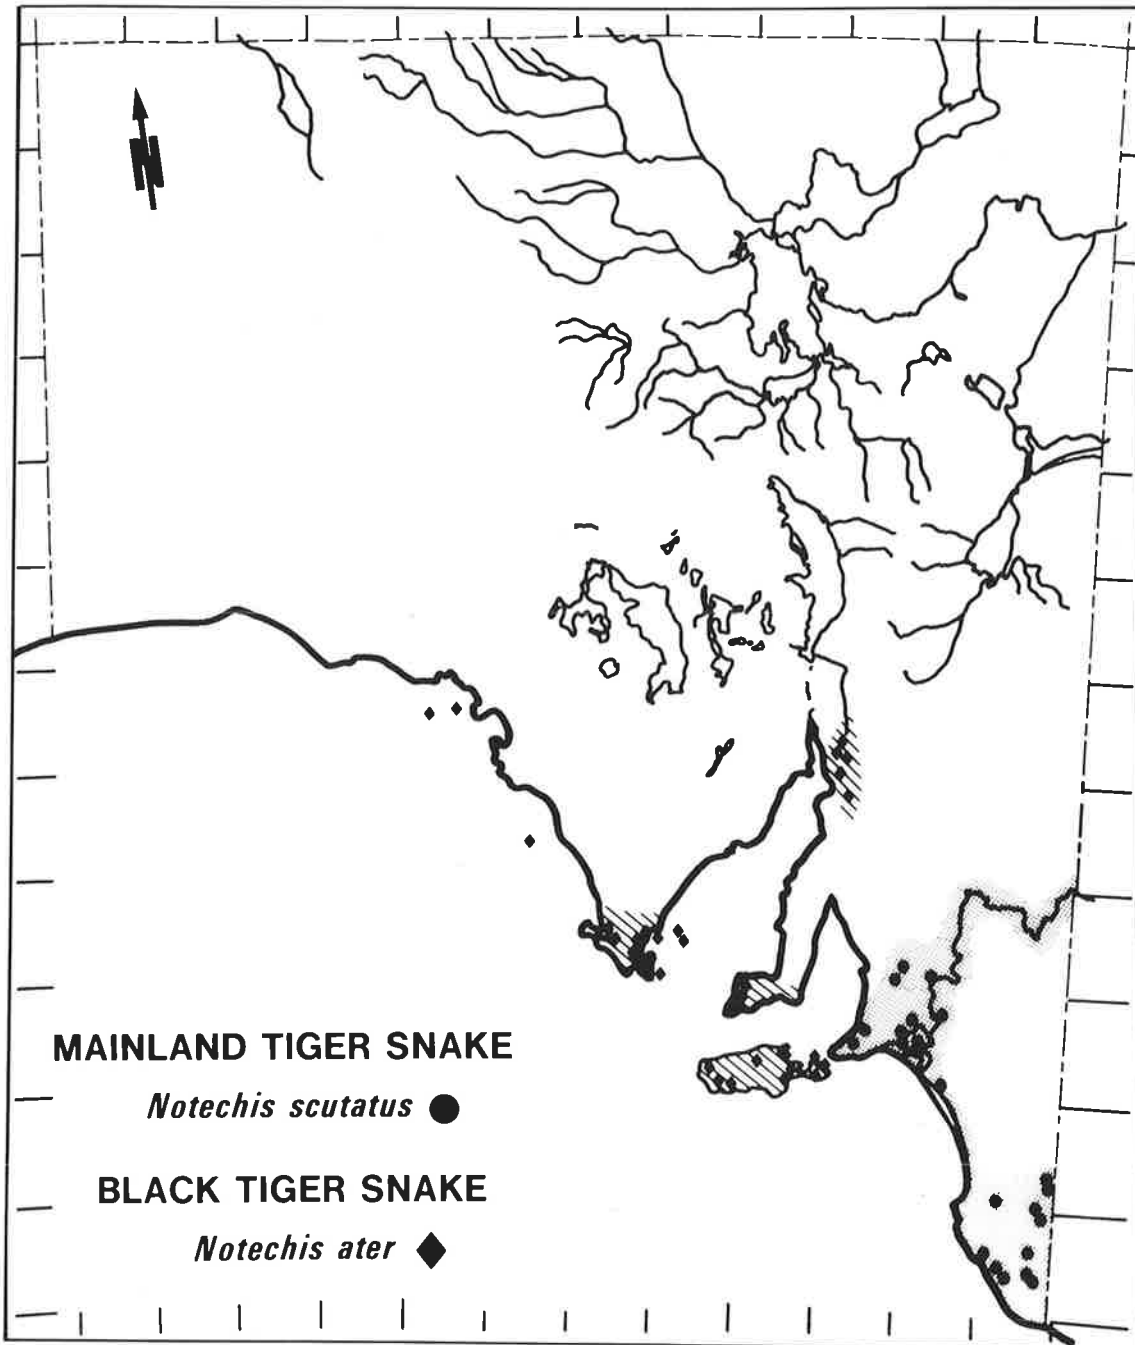 N
MAINLAND TIGER SNAKE
Notechis scutatus
BLACK TIGER SNAKE
Notechis ater